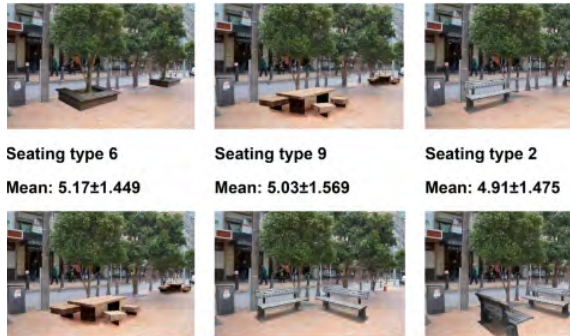 Seating type 6
Seating type 9
Seating type 2
Mean: 5.17±1.449
Mean: 5.03±1.569
Mean: 4.91±1.475